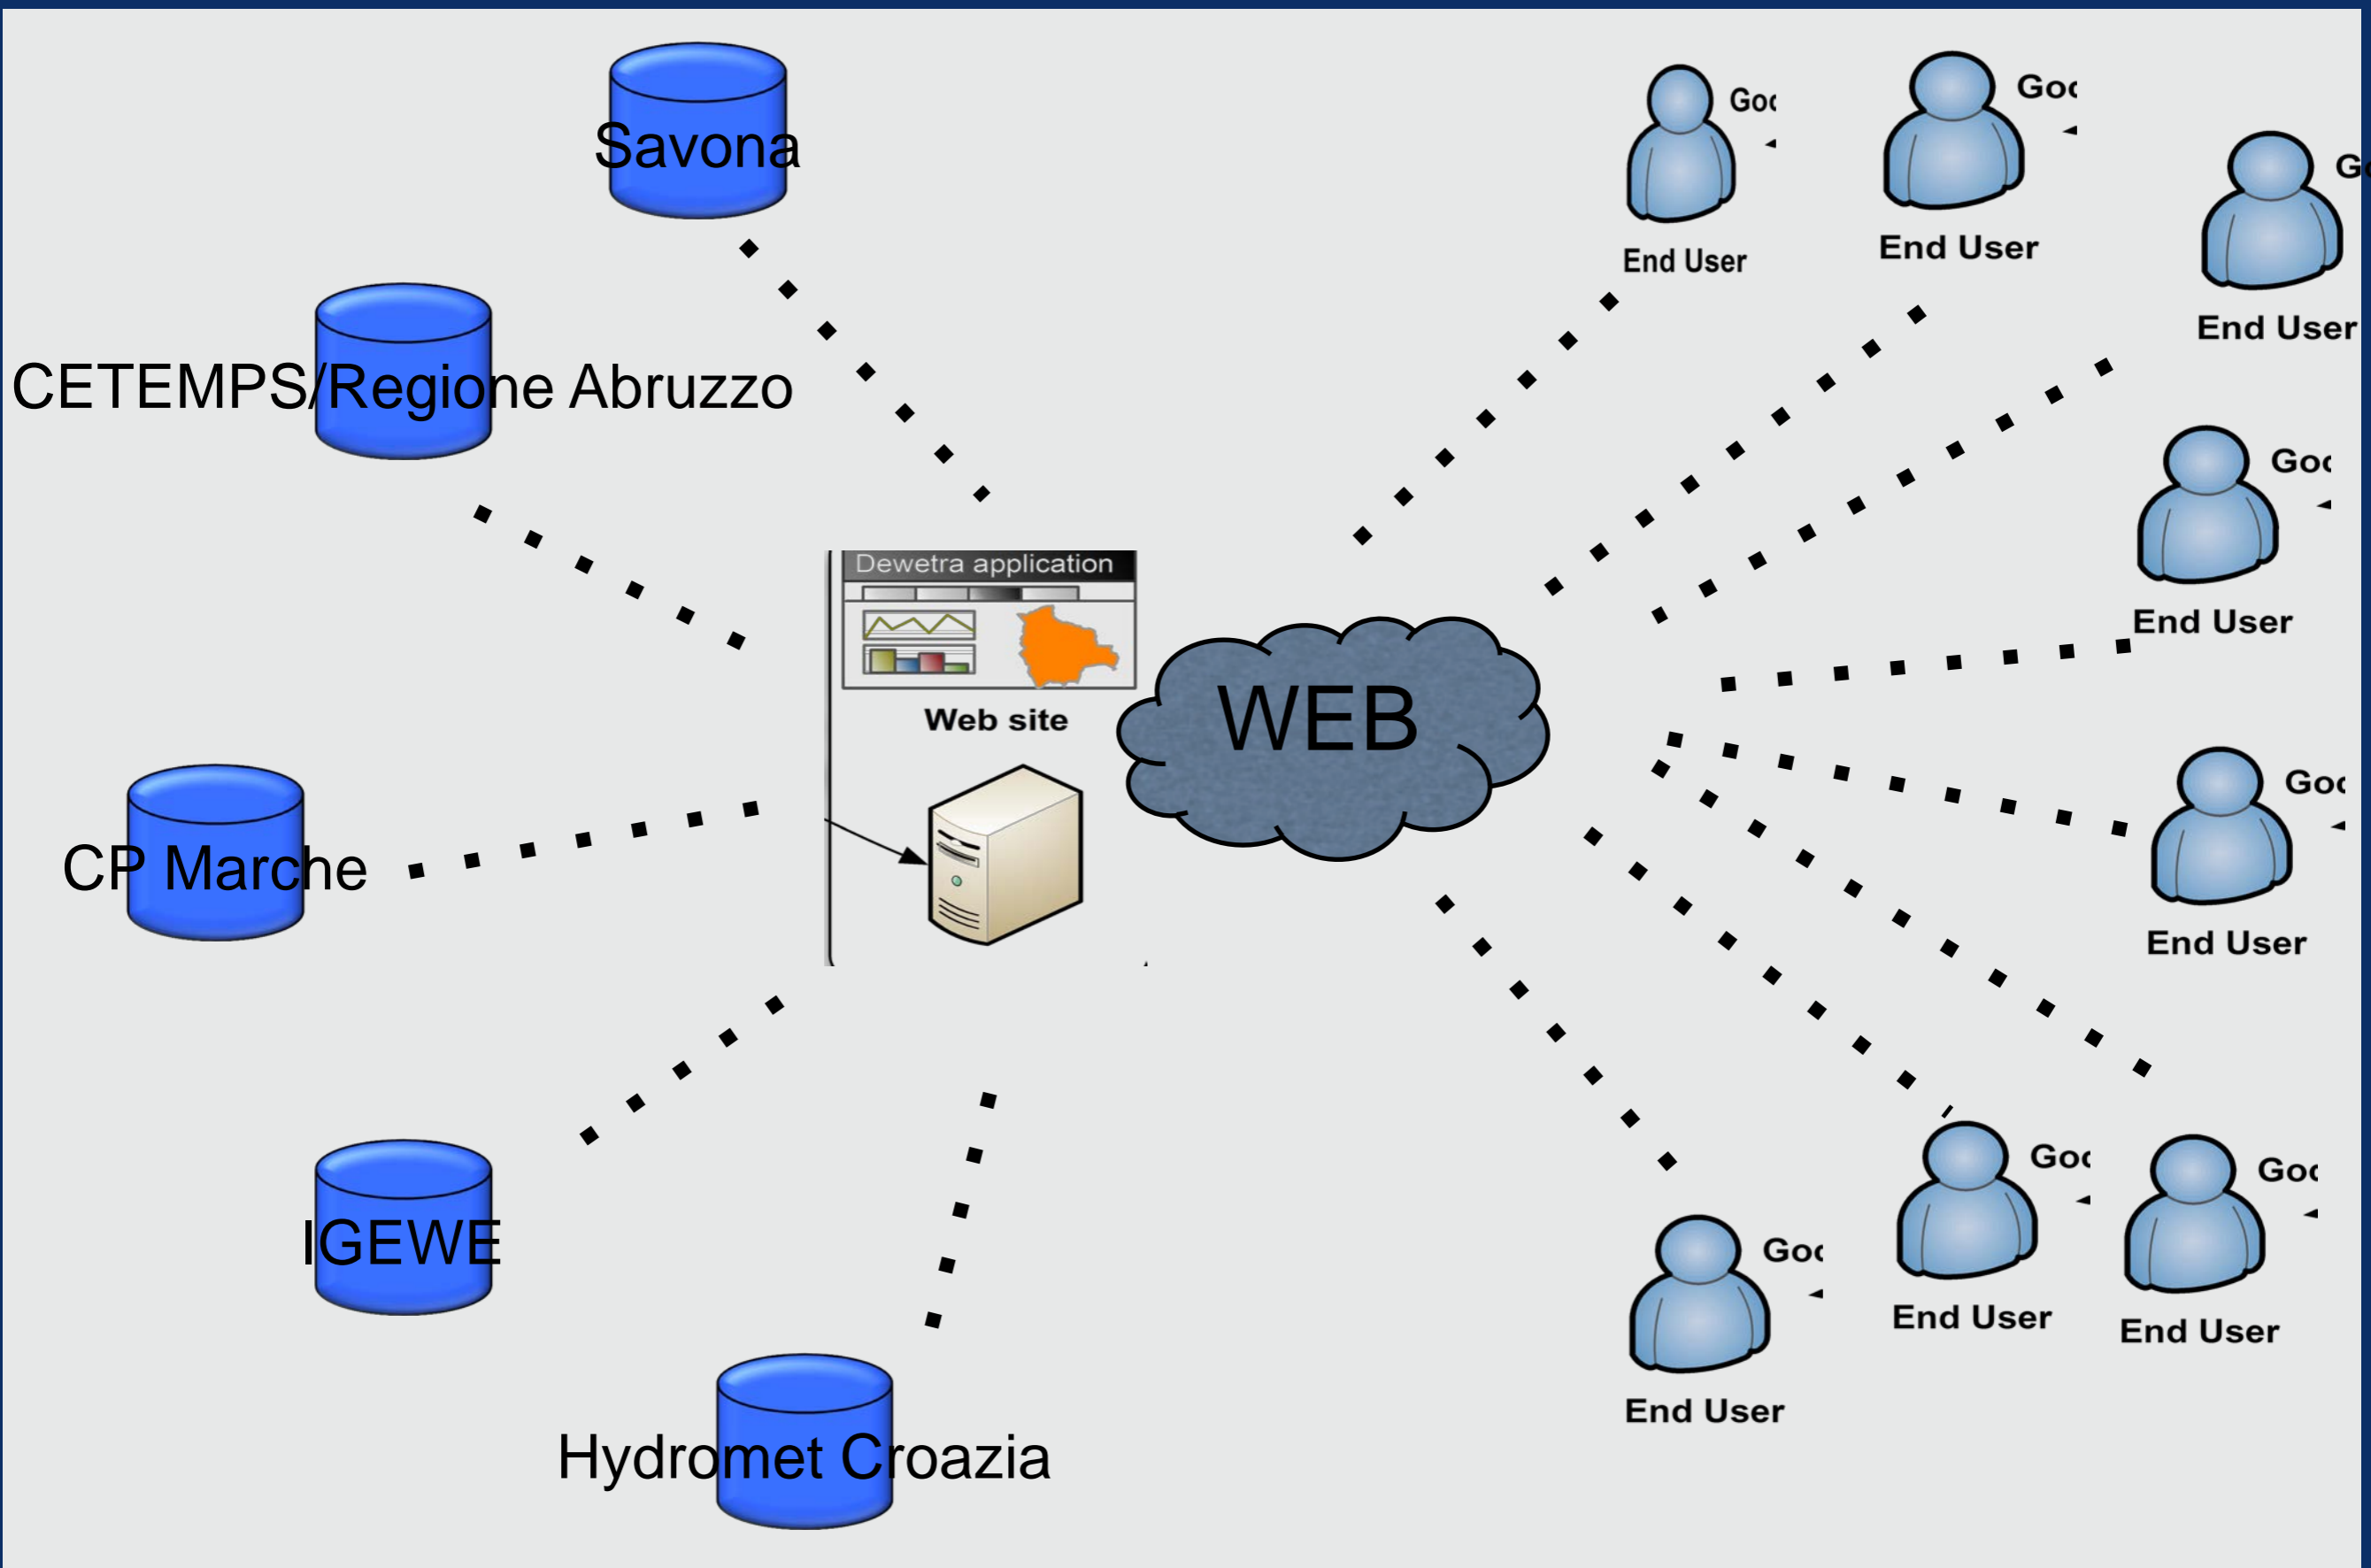 Savona
CETEMPS/Regione Abruzzo
CP Marche
IGEWE
Hydromet Croazia
Dewetra application
Web site
WEB
End User
End User
End User
End User
End User
End User
End User
End User